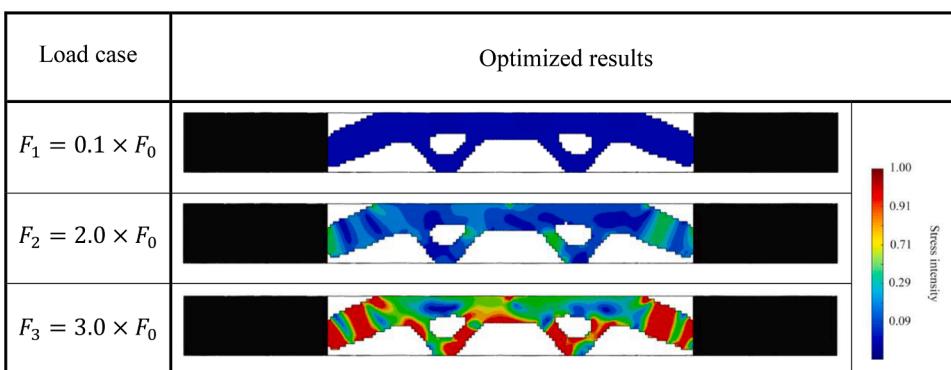 Load case
Optimized results
F₁ = 0.1 × F₀
F₂ = 2.0 × F₀
F₃ = 3.0 × F₀
1.00
0.91
0.71
0.29
0.09
Stress intensity